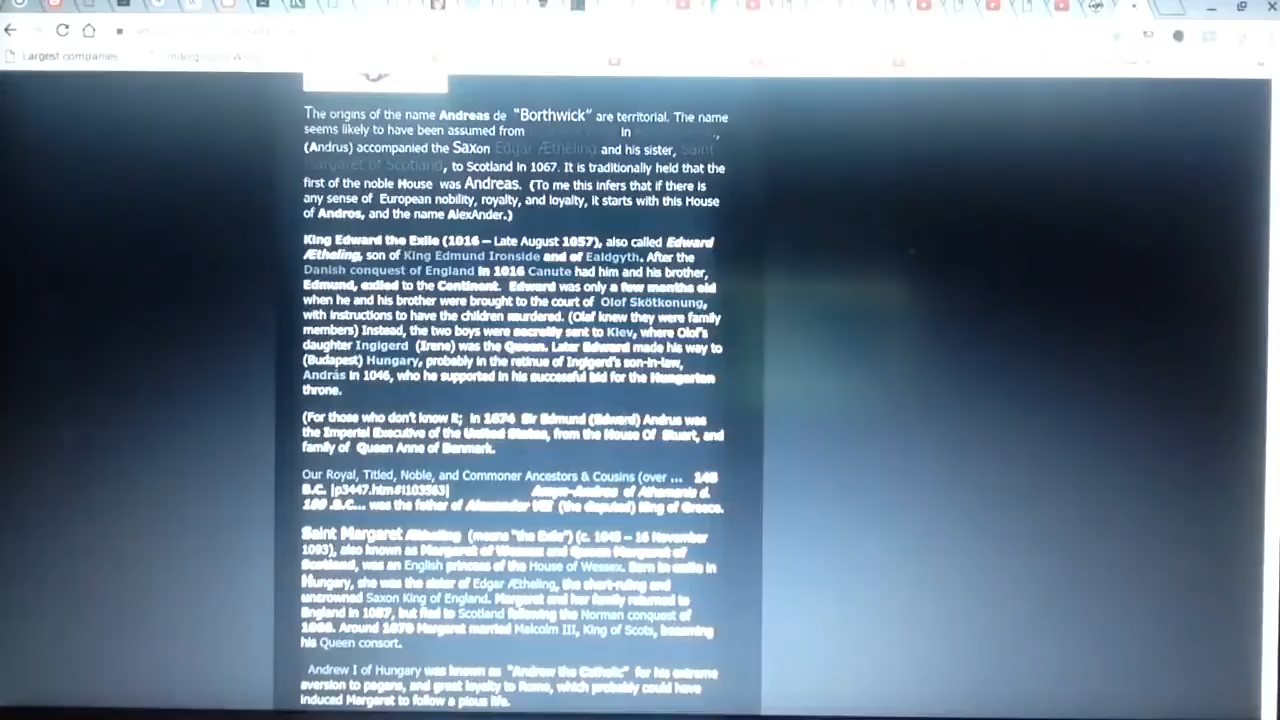 Largest companies
The origins of the name Andreas de "Borthwick" are territorial. The name
seems likely to have been assumed from in ,
(Andrus) accompanied the Saxon Edgar Ætheling and his sister, Saint
Margaret of Scotland, to Scotland in 1067. It is traditionally held that the
first of the noble House was Andreas. (To me this infers that if there is
any sense of European nobility, royalty, and loyalty, it starts with this House
of Andros, and the name AlexAnder.)
King Edward the Exile (1016 – Late August 1057), also called Edward
Ætheling, son of King Edmund Ironside and of Ealdgyth. After the
Danish conquest of England in 1016 Canute had him and his brother,
Edmund, exiled to the Continent. Edward was only a few months old
when he and his brother were brought to the court of Olof Skötkonung,
with instructions to have the children murdered. (Olaf knew they were family
members) Instead, the two boys were secretly sent to Kiev, where Olof's
daughter Ingigerd (Irene) was the Queen. Later Edward made his way to
(Budapest) Hungary, probably in the retinue of Ingigerd's son-in-law,
András in 1046, who he supported in his successful bid for the Hungarian
throne.
(For those who don't know it; in 1674 Sir Edmund (Edward) Andrus was
the Imperial Executive of the United States, from the House Of Stuart, and
family of Queen Anne of Denmark.
Our Royal, Titled, Noble, and Commoner Ancestors & Cousins (over ... 145
B.C. |p3447.htm#i103563| Andros of Athamania d.
B.C... was the father of Alexander (the disputed) King of Greece.
Saint Margaret Ætheling (means "the Exile") (c. 1045 – 16 November
1093), also known as Margaret of Wessex and Queen Margaret of
Scotland, was an English princess of the House of Wessex. Born in exile in
Hungary, she was the sister of Edgar Ætheling, the short-ruling and
uncrowned Saxon King of England. Margaret and her family returned to
England in 1057, but fled to Scotland following the Norman conquest of
1066. Around 1070 Margaret married Malcolm III, King of Scots, becoming
his Queen consort.
Andrew I of Hungary was known as "Andrew the Catholic" for his extreme
aversion to pagans, and great loyalty to Rome, which probably could have
induced Margaret to follow a pious life.